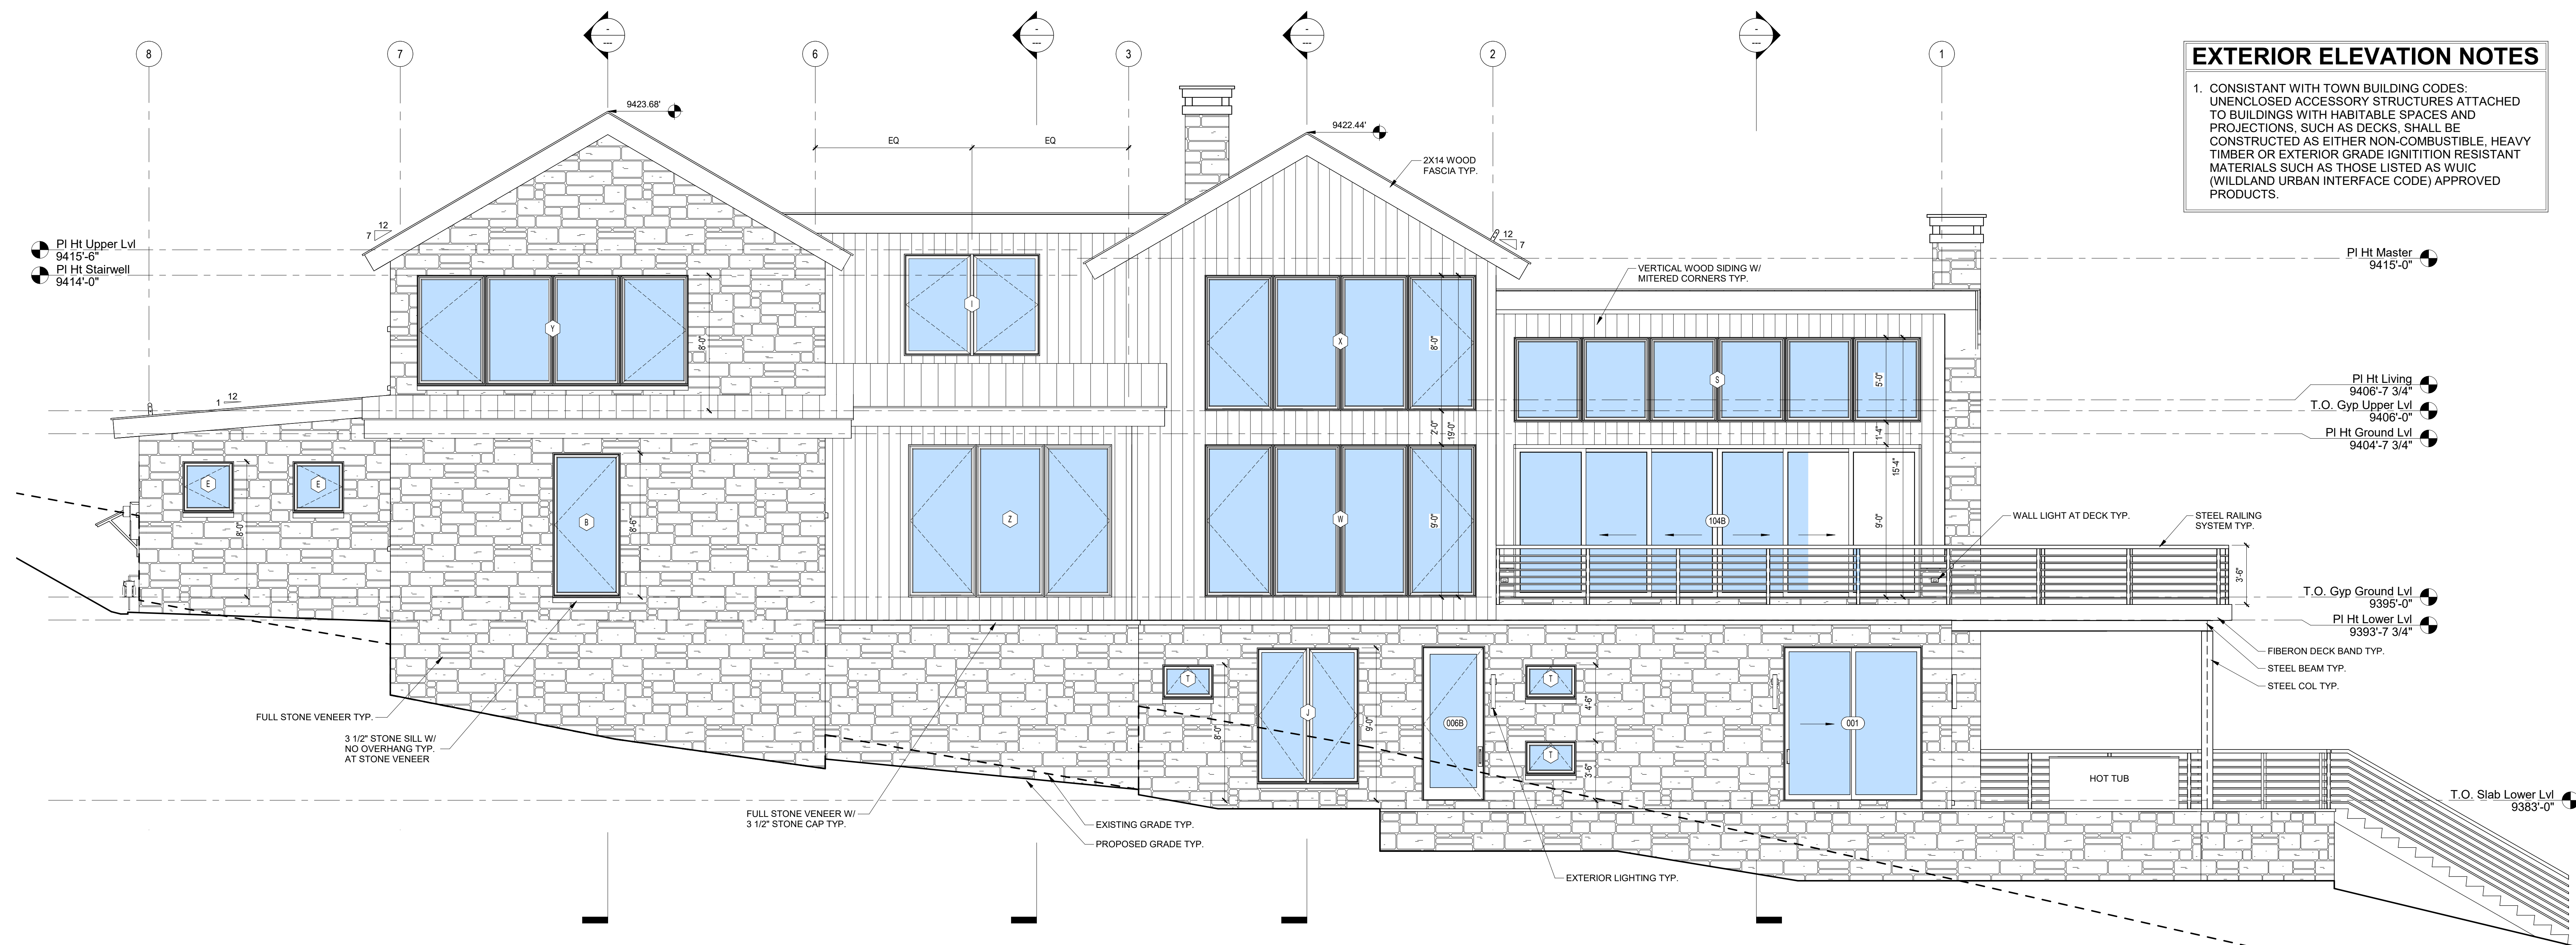 8
7
-
---
6
-
---
3
-
---
2
-
---
1
EXTERIOR ELEVATION NOTES
1. CONSISTANT WITH TOWN BUILDING CODES:
UNENCLOSED ACCESSORY STRUCTURES ATTACHED
TO BUILDINGS WITH HABITABLE SPACES AND
PROJECTIONS, SUCH AS DECKS, SHALL BE
CONSTRUCTED AS EITHER NON-COMBUSTIBLE, HEAVY
TIMBER OR EXTERIOR GRADE IGNITITION RESISTANT
MATERIALS SUCH AS THOSE LISTED AS WUIC
(WILDLAND URBAN INTERFACE CODE) APPROVED
PRODUCTS.
9423.68'
9422.44'
EQ
EQ
2X14 WOOD
FASCIA TYP.
12
7
12
7
Pl Ht Upper Lvl
9415'-6"
Pl Ht Stairwell
9414'-0"
Pl Ht Master
9415'-0"
VERTICAL WOOD SIDING W/
MITERED CORNERS TYP.
I
Y
8'-0"
X
8'-0"
S
5'-0"
Pl Ht Living
9406'-7 3/4"
T.O. Gyp Upper Lvl
9406'-0"
Pl Ht Ground Lvl
9404'-7 3/4"
12
1
2'-0"
19'-0"
1'-4"
15'-4"
E
E
8'-0"
B
8'-6"
Z
W
9'-0"
104B
9'-0"
WALL LIGHT AT DECK TYP.
STEEL RAILING
SYSTEM TYP.
3'-6"
T.O. Gyp Ground Lvl
9395'-0"
Pl Ht Lower Lvl
9393'-7 3/4"
FIBERON DECK BAND TYP.
STEEL BEAM TYP.
STEEL COL TYP.
FULL STONE VENEER TYP.
3 1/2" STONE SILL W/
NO OVERHANG TYP.
AT STONE VENEER
T
8'-0"
J
9'-0"
006B
T
4'-6"
T
3'-6"
001
HOT TUB
T.O. Slab Lower Lvl
9383'-0"
FULL STONE VENEER W/
3 1/2" STONE CAP TYP.
EXISTING GRADE TYP.
PROPOSED GRADE TYP.
EXTERIOR LIGHTING TYP.